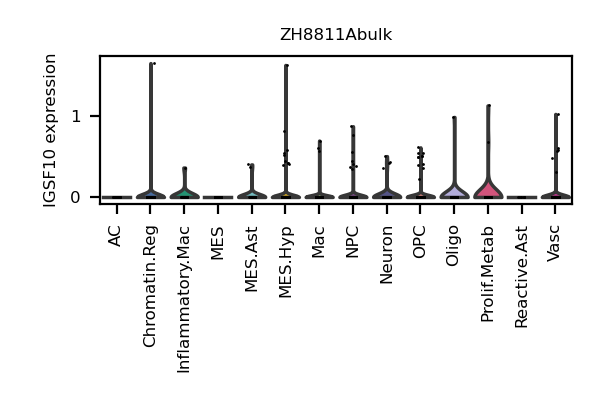 ZH8811Abulk
IGSF10 expression
1
0
AC
Chromatin.Reg
Inflammatory.Mac
MES
MES.Ast
MES.Hyp
Mac
NPC
Neuron
OPC
Oligo
Prolif.Metab
Reactive.Ast
Vasc